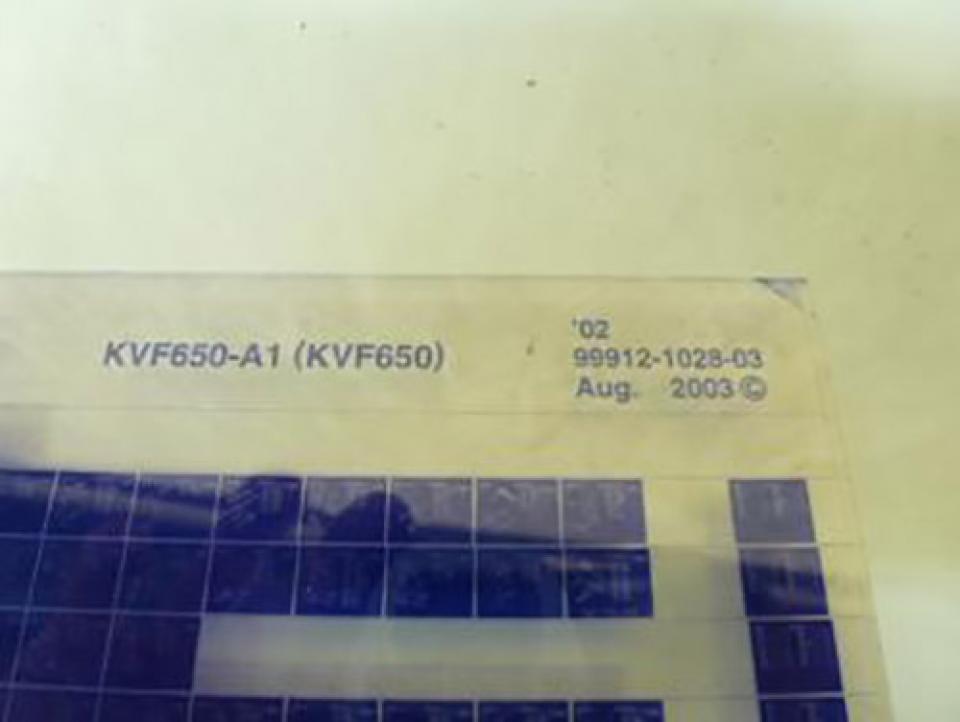 KVF650-A1 (KVF650)
'02
99912-1028-03
Aug. 2003 ©